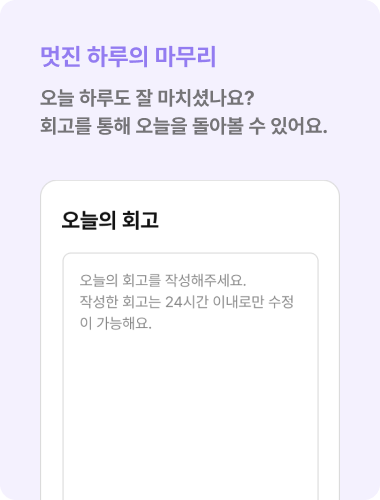 멋진 하루의 마무리
오늘 하루도 잘 마치셨나요?
회고를 통해 오늘을 돌아볼 수 있어요.
오늘의 회고
오늘의 회고를 작성해주세요.
작성한 회고는 24시간 이내로만 수정
이 가능해요.